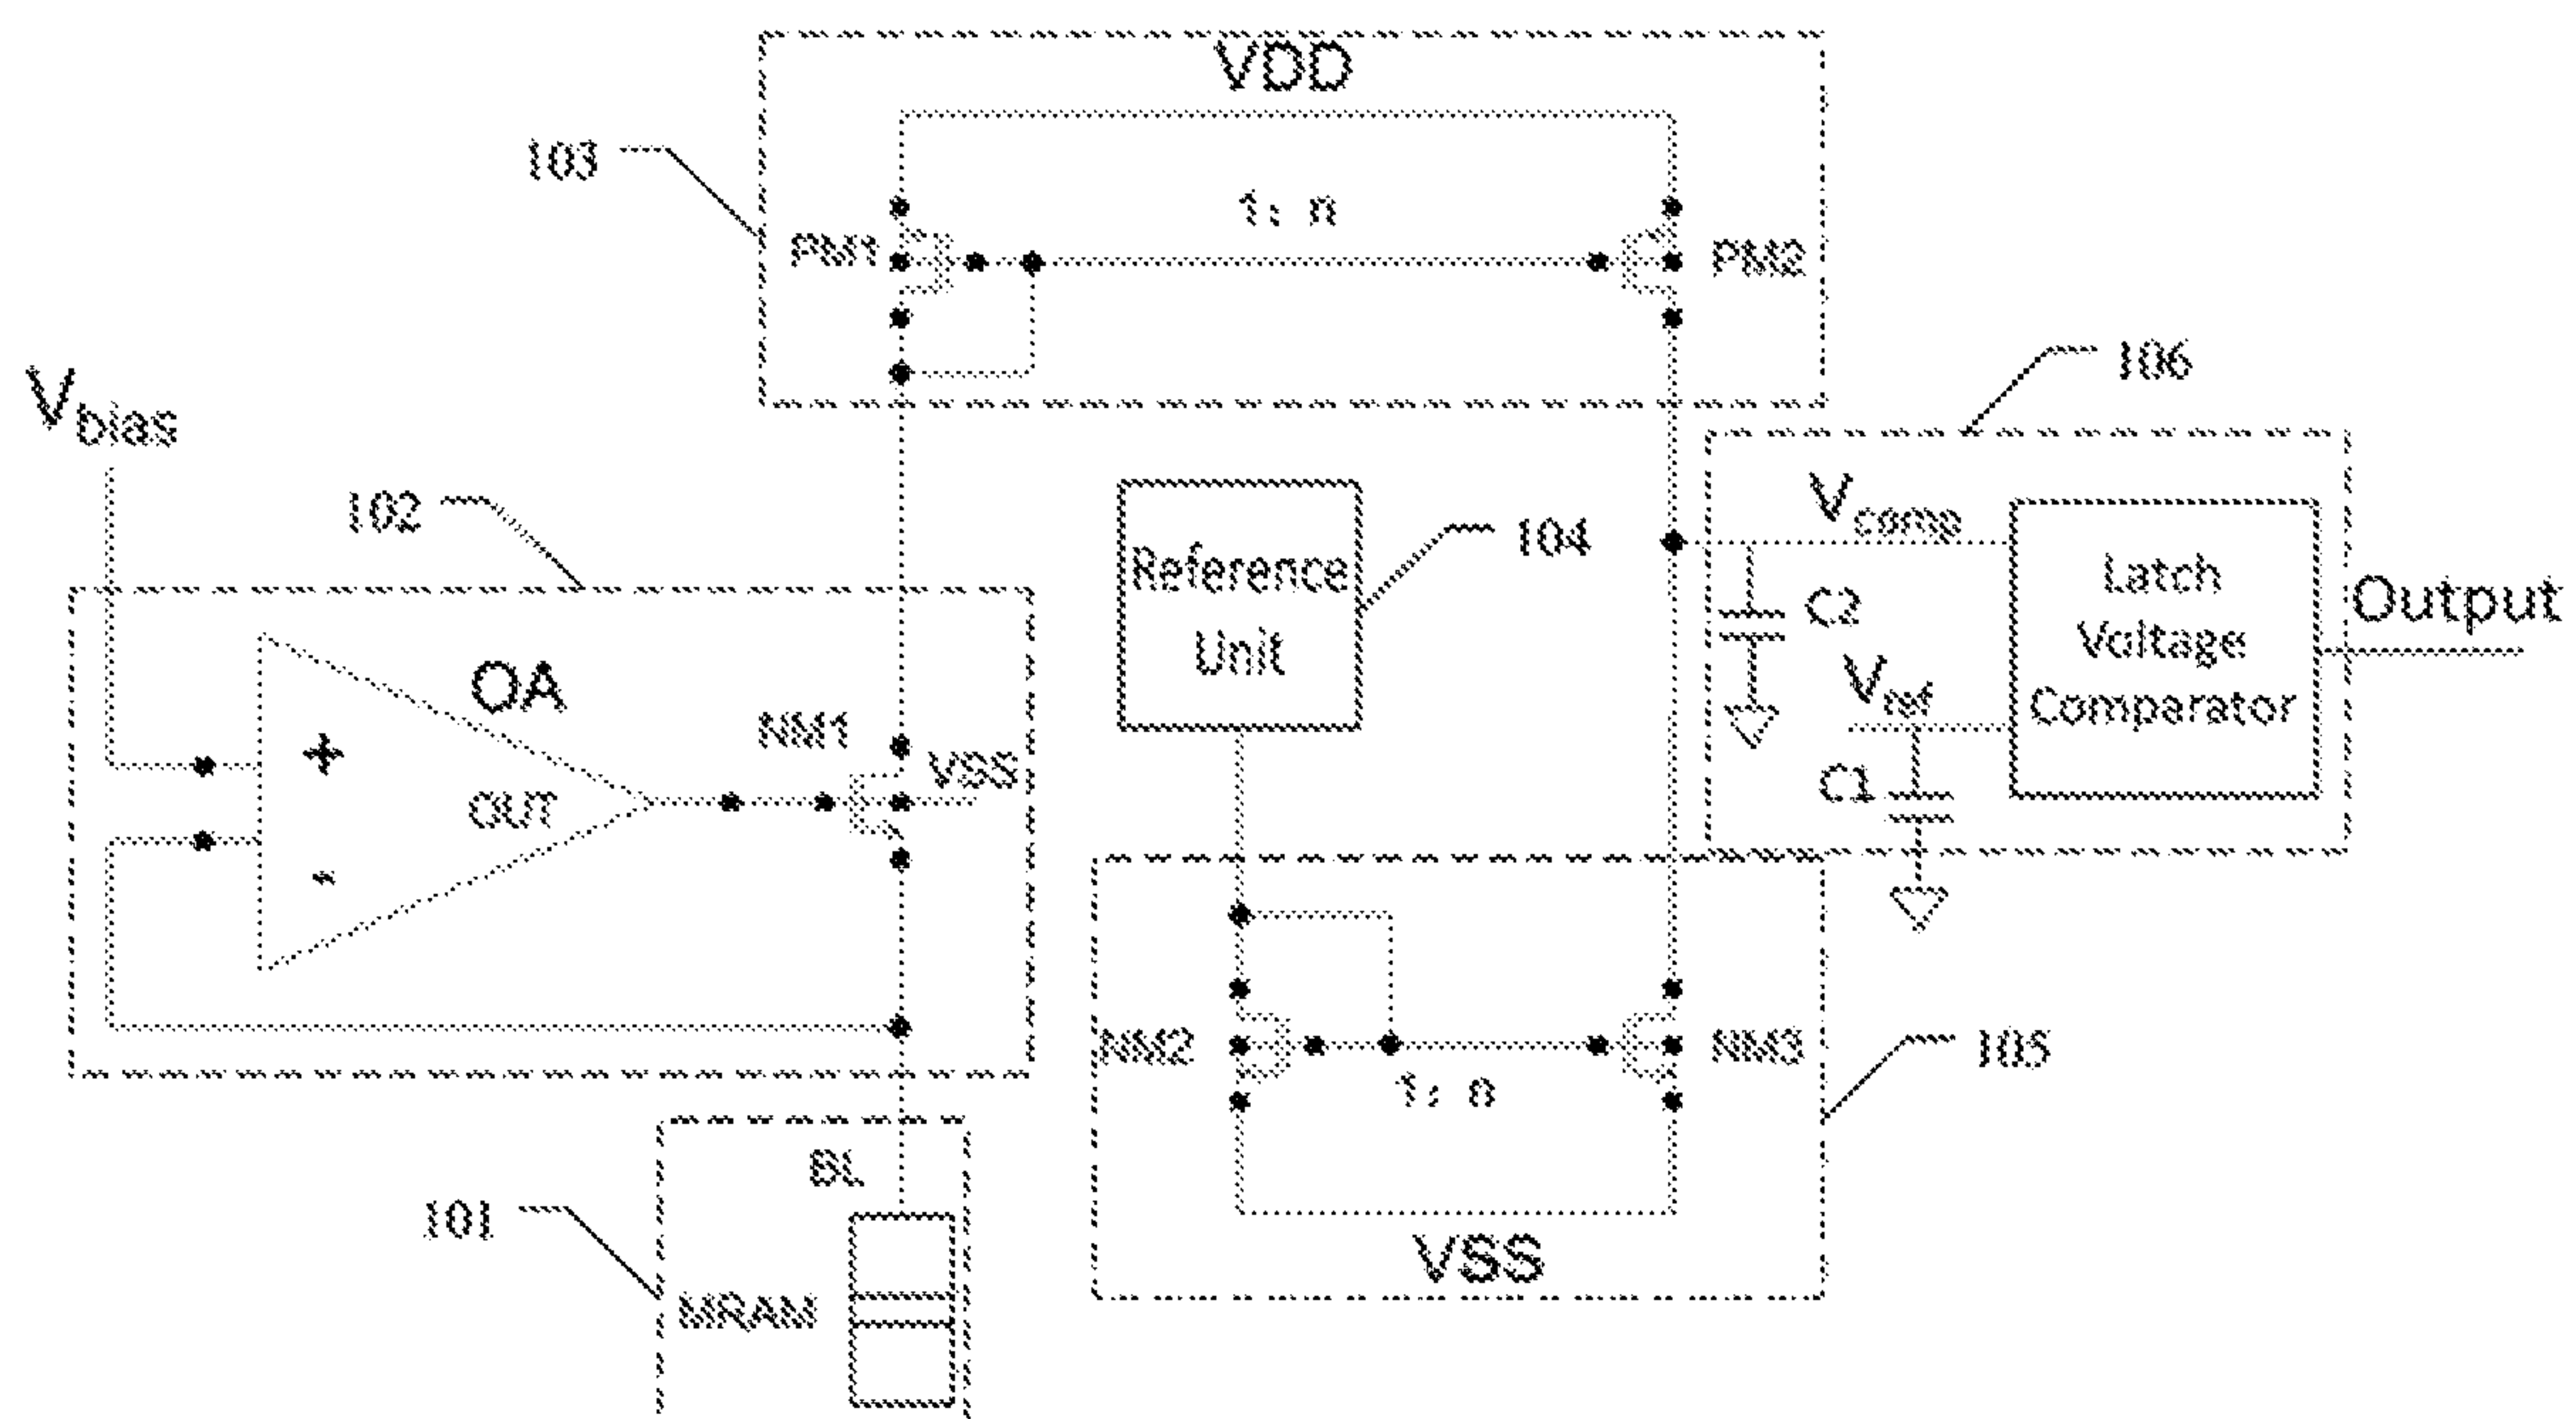 VDD
103
1: n
PM1
PM2
106
Vbias
Vcomp
102
Reference
Unit
104
Latch
Voltage
Comparator
C2
Output
OA
NM1
VSS
Vref
+
OUT
C1
-
NM2
1: n
NM3
105
BL
101
MRAM
VSS